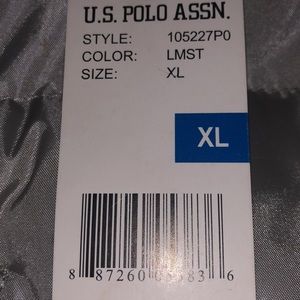 U.S. POLO ASSN.
STYLE: 105227P0
COLOR: LMST
SIZE: XL
XL
8 87260 6